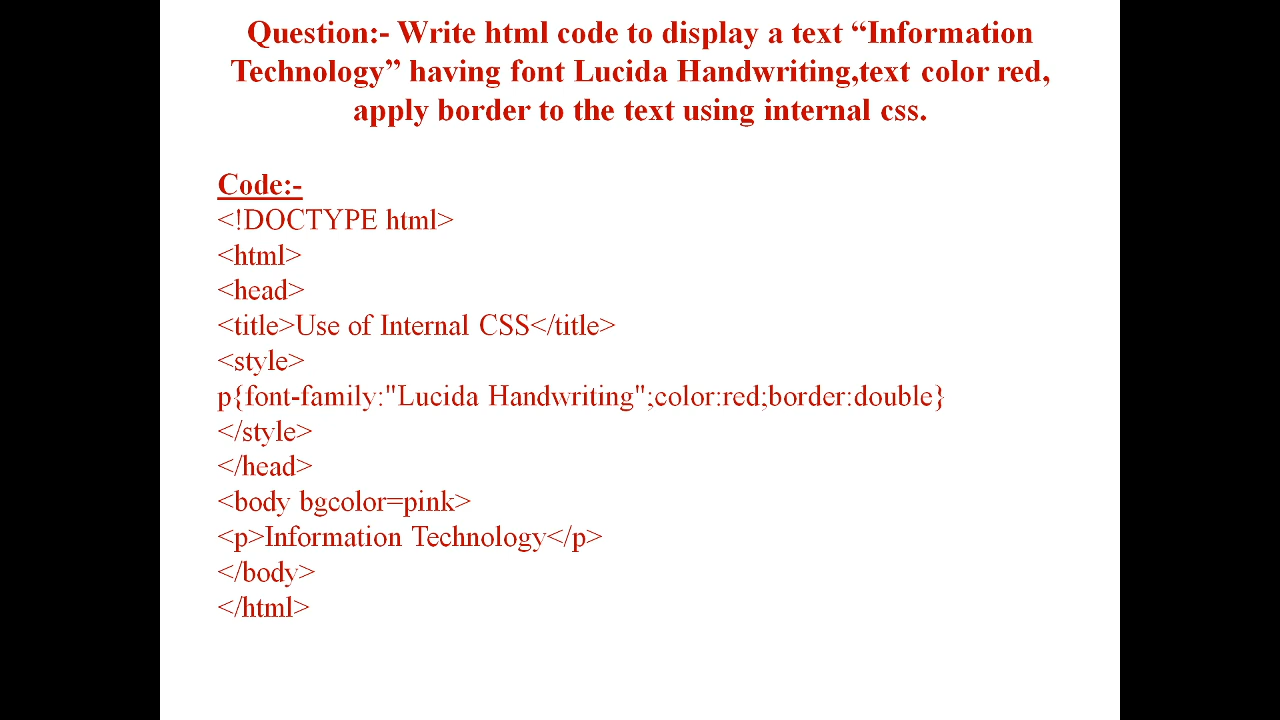 Question:- Write html code to display a text “Information
Technology” having font Lucida Handwriting,text color red,
apply border to the text using internal css.
Code:-
<!DOCTYPE html>
<html>
<head>
<title>Use of Internal CSS</title>
<style>
p{font-family:"Lucida Handwriting";color:red;border:double}
</style>
</head>
<body bgcolor=pink>
<p>Information Technology</p>
</body>
</html>